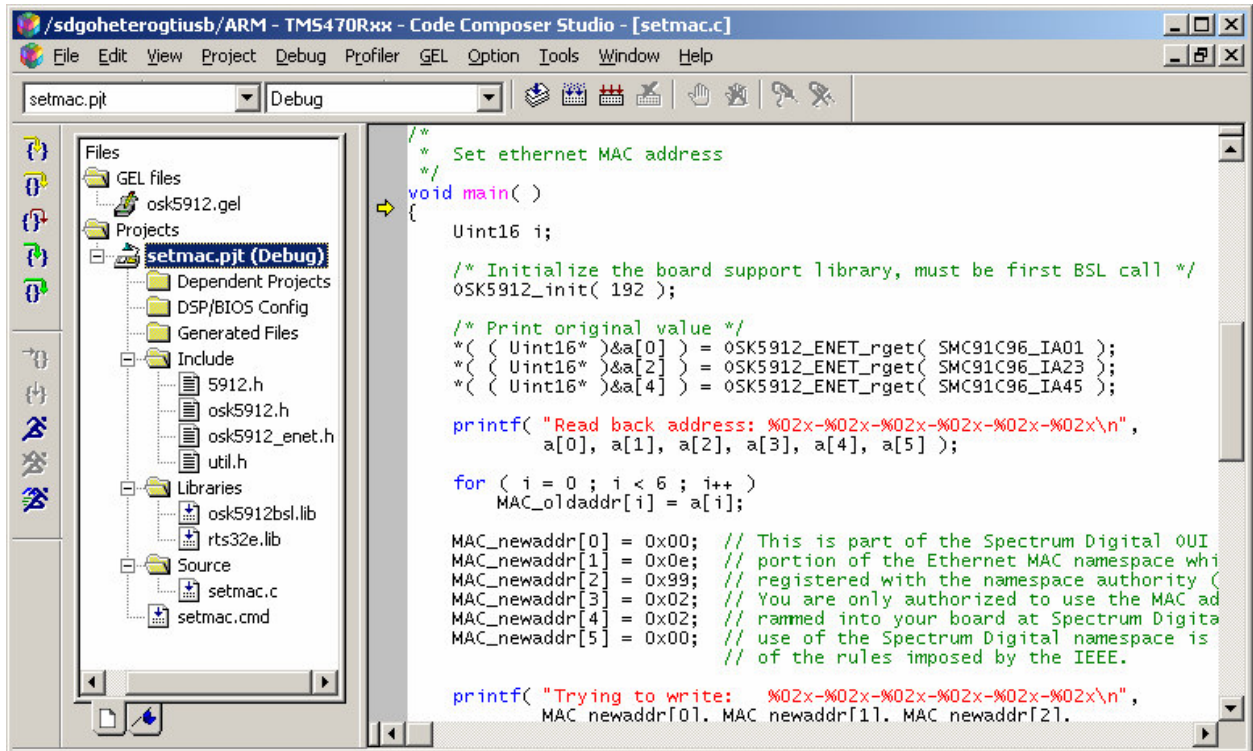 /sdgoheterogtiusb/ARM - TMS470Rxx - Code Composer Studio - [setmac.c]
File Edit View Project Debug Profiler GEL Option Tools Window Help
setmac.pjt Debug
Files
GEL files
osk5912.gel
Projects
setmac.pjt (Debug)
Dependent Projects
DSP/BIOS Config
Generated Files
Include
5912.h
osk5912.h
osk5912_enet.h
util.h
Libraries
osk5912bsl.lib
rts32e.lib
Source
setmac.c
setmac.cmd
/*
 *  Set ethernet MAC address
 */
void main( )
{
    Uint16 i;
    /* Initialize the board support library, must be first BSL call */
    OSK5912_init( 192 );
    /* Print original value */
    *( ( Uint16* )&a[0] ) = OSK5912_ENET_rget( SMC91C96_IA01 );
    *( ( Uint16* )&a[2] ) = OSK5912_ENET_rget( SMC91C96_IA23 );
    *( ( Uint16* )&a[4] ) = OSK5912_ENET_rget( SMC91C96_IA45 );
    printf( "Read back address: %02x-%02x-%02x-%02x-%02x-%02x\n",
            a[0], a[1], a[2], a[3], a[4], a[5] );
    for ( i = 0 ; i < 6 ; i++ )
        MAC_oldaddr[i] = a[i];
    MAC_newaddr[0] = 0x00;  // This is part of the Spectrum Digital OUI
    MAC_newaddr[1] = 0x0e;  // portion of the Ethernet MAC namespace whi
    MAC_newaddr[2] = 0x99;  // registered with the namespace authority (
    MAC_newaddr[3] = 0x02;  // You are only authorized to use the MAC ad
    MAC_newaddr[4] = 0x02;  // rammed into your board at Spectrum Digita
    MAC_newaddr[5] = 0x00;  // use of the Spectrum Digital namespace is
                            // of the rules imposed by the IEEE.
    printf( "Trying to write:   %02x-%02x-%02x-%02x-%02x-%02x\n",
            MAC_newaddr[0], MAC_newaddr[1], MAC_newaddr[2],